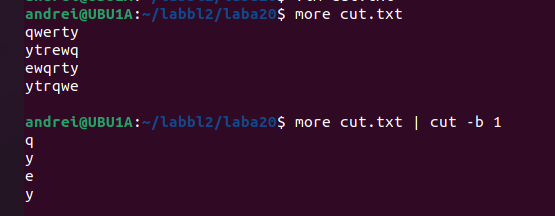 andrei@UBU1A:~/labbl2/laba20$ more cut.txt
qwerty
ytrewq
ewqrty
ytrqwe
andrei@UBU1A:~/labbl2/laba20$ more cut.txt | cut -b 1
q
y
e
y